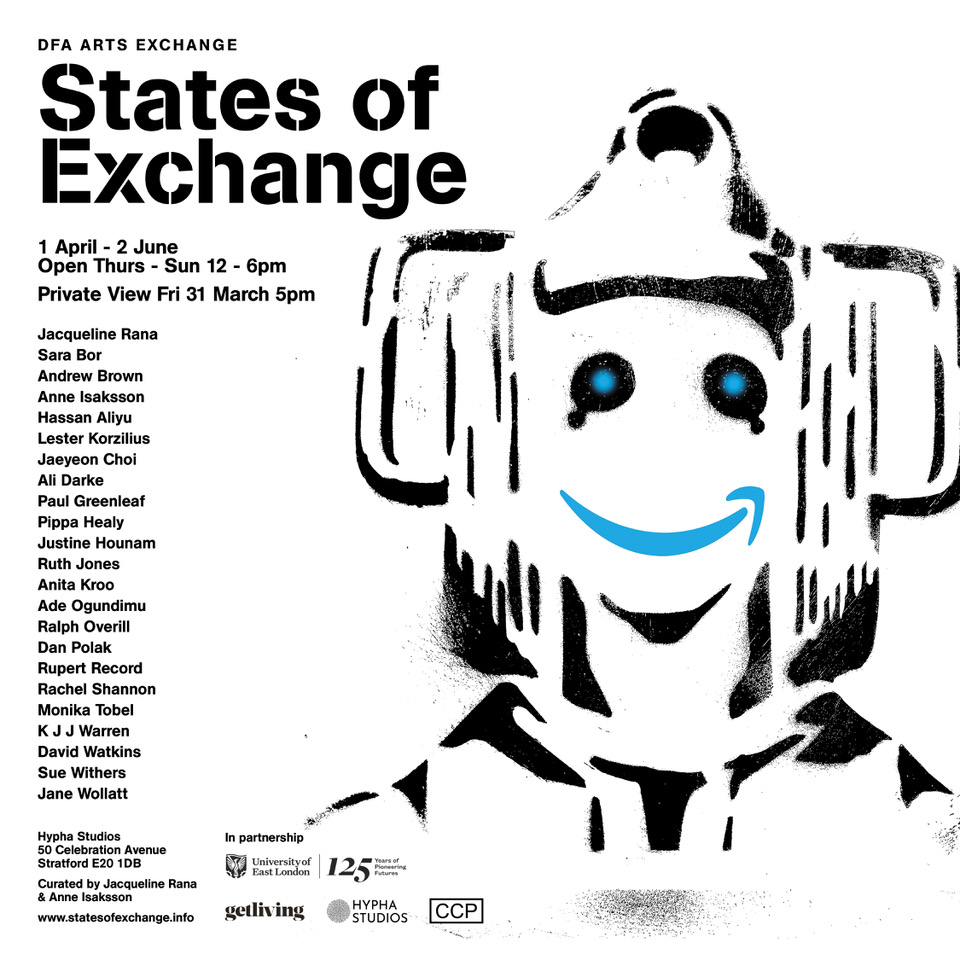 DFA ARTS EXCHANGE
States of
Exchange
1 April - 2 June
Open Thurs - Sun 12 - 6pm
Private View Fri 31 March 5pm
Jacqueline Rana
Sara Bor
Andrew Brown
Anne Isaksson
Hassan Aliyu
Lester Korzilius
Jaeyeon Choi
Ali Darke
Paul Greenleaf
Pippa Healy
Justine Hounam
Ruth Jones
Anita Kroo
Ade Ogundimu
Ralph Overill
Dan Polak
Rupert Record
Rachel Shannon
Monika Tobel
K J J Warren
David Watkins
Sue Withers
Jane Wollatt
Hypha Studios
50 Celebration Avenue
Stratford E20 1DB
Curated by Jacqueline Rana
& Anne Isaksson
www.statesofexchange.info
In partnership
University of
East London
125
Years of
Pioneering
Futures
getliving
HYPHA
STUDIOS
CCP